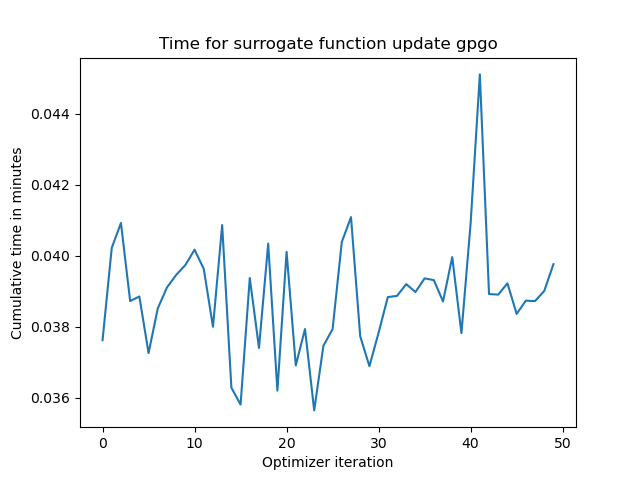 Time for surrogate function update gpgo
Cumulative time in minutes
0.044
0.042
0.040
0.038
0.036
0 10 20 30 40 50
Optimizer iteration